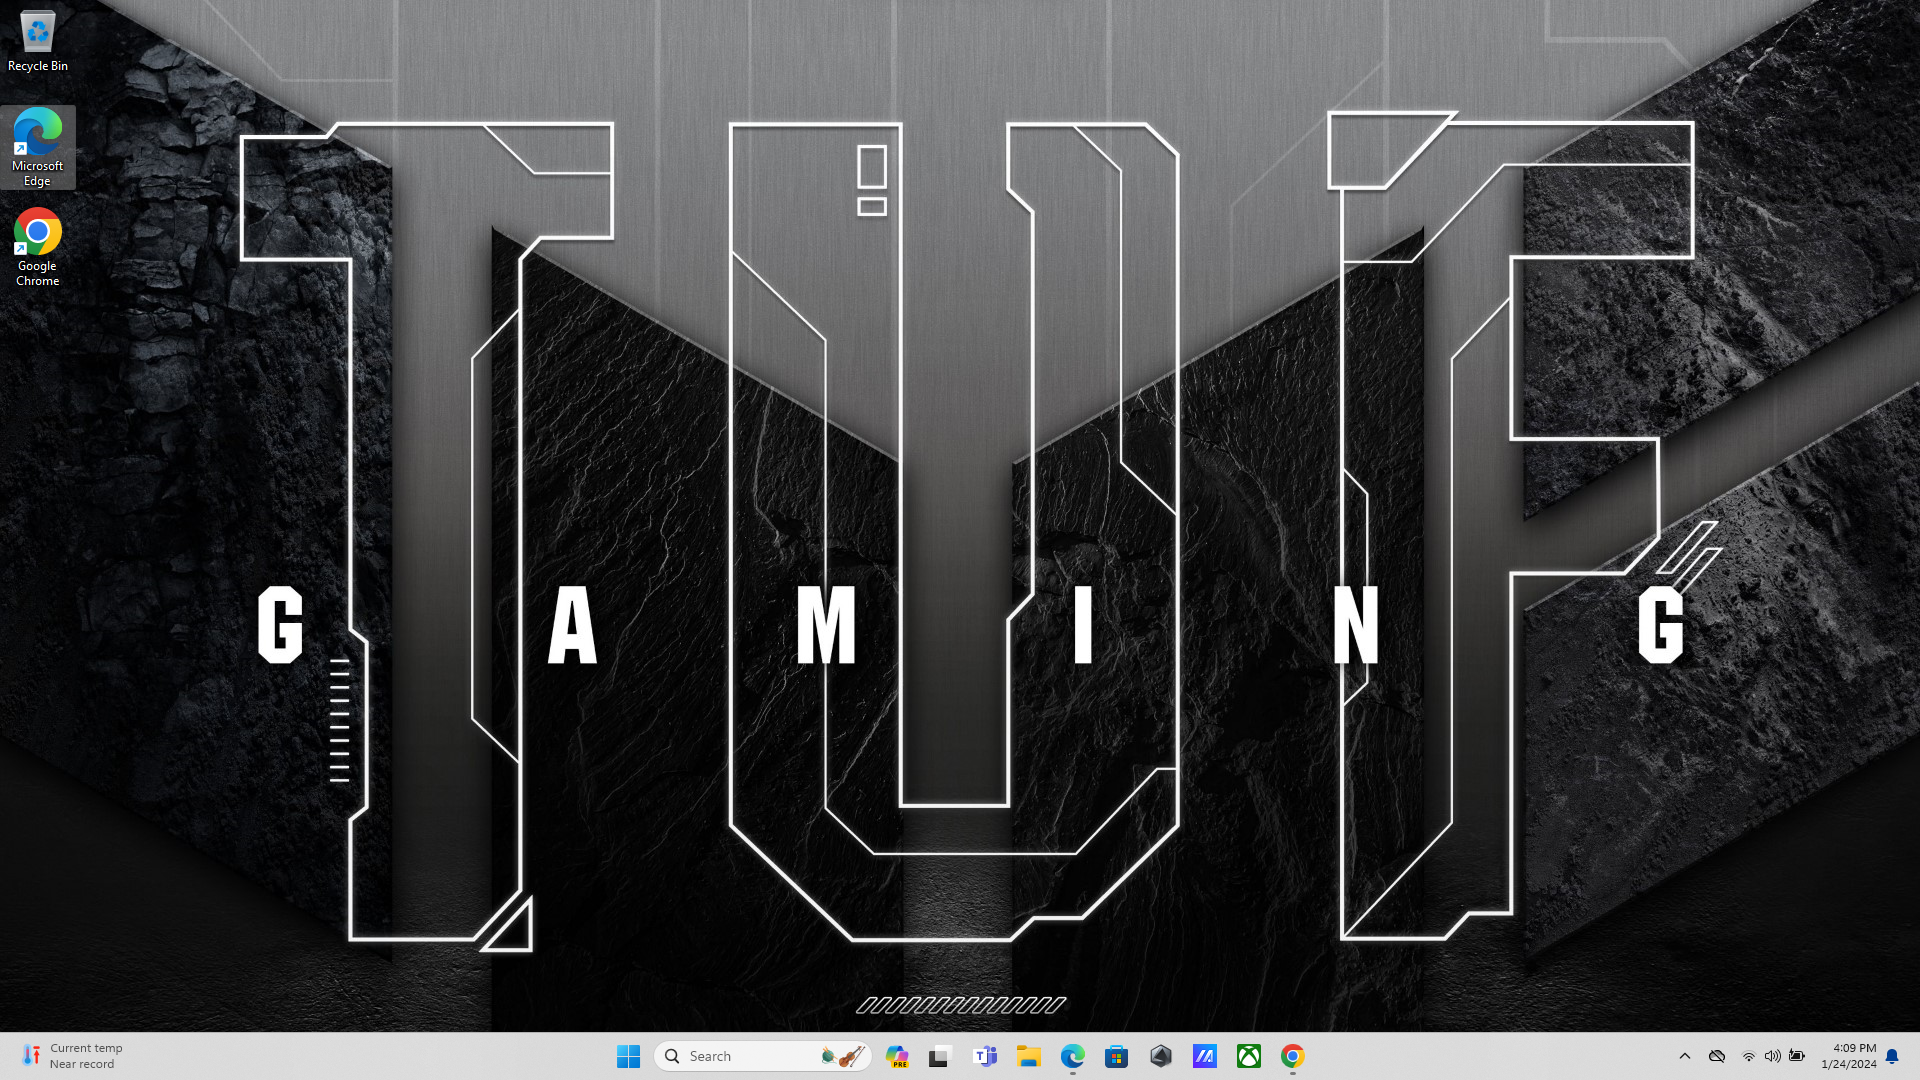 Recycle Bin
Microsoft
Edge
Google
Chrome
TUF
GAMING
Current temp
Near record
Search
PRE
4:09 PM
1/24/2024